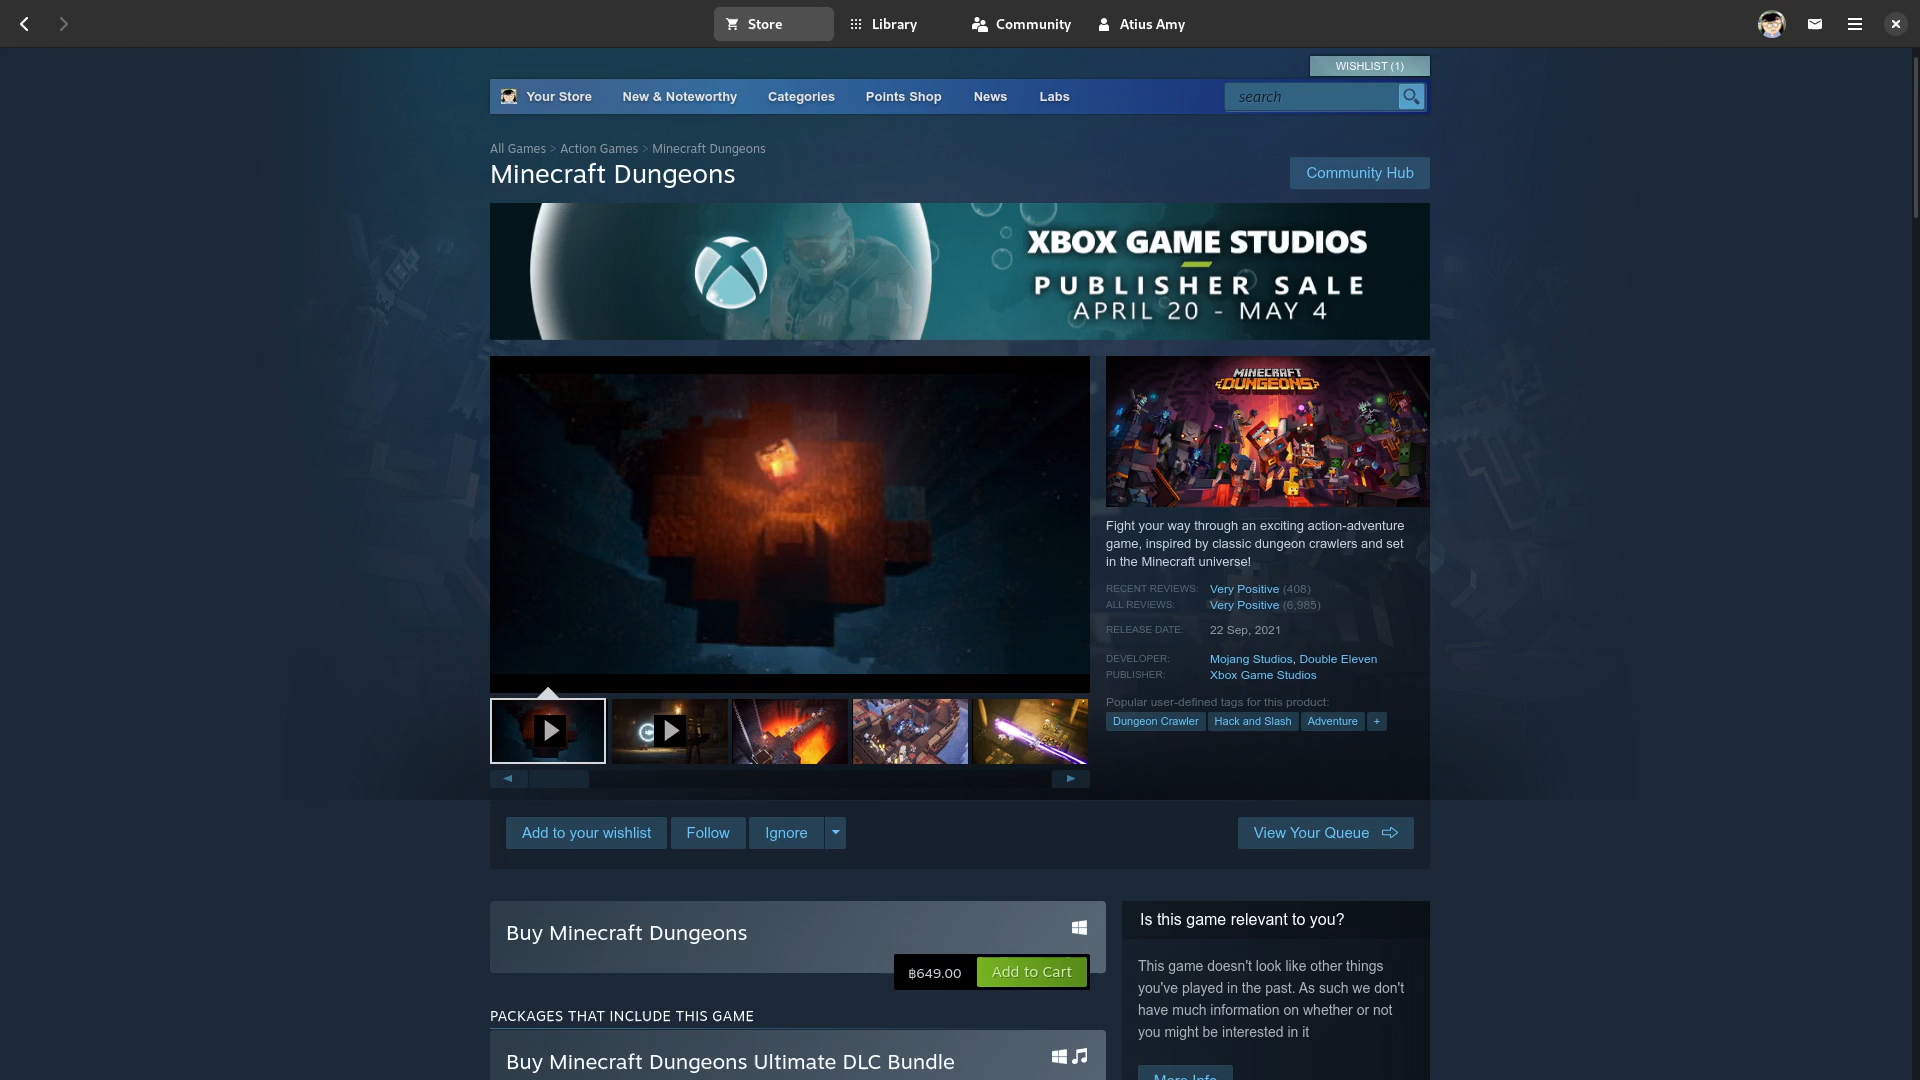 Store
Library
Community
Atius Amy
WISHLIST (1)
Your Store
New & Noteworthy
Categories
Points Shop
News
Labs
search
All Games > Action Games > Minecraft Dungeons
Minecraft Dungeons
Community Hub
XBOX GAME STUDIOS
PUBLISHER SALE
APRIL 20 - MAY 4
MINECRAFT
DUNGEONS
Fight your way through an exciting action-adventure
game, inspired by classic dungeon crawlers and set
in the Minecraft universe!
RECENT REVIEWS: Very Positive (408)
ALL REVIEWS: Very Positive (6,985)
RELEASE DATE: 22 Sep, 2021
DEVELOPER: Mojang Studios, Double Eleven
PUBLISHER: Xbox Game Studios
Popular user-defined tags for this product:
Dungeon Crawler Hack and Slash Adventure +
Add to your wishlist
Follow
Ignore
View Your Queue
Buy Minecraft Dungeons
฿649.00
Add to Cart
PACKAGES THAT INCLUDE THIS GAME
Buy Minecraft Dungeons Ultimate DLC Bundle
Is this game relevant to you?
This game doesn't look like other things
you've played in the past. As such we don't
have much information on whether or not
you might be interested in it
More Info